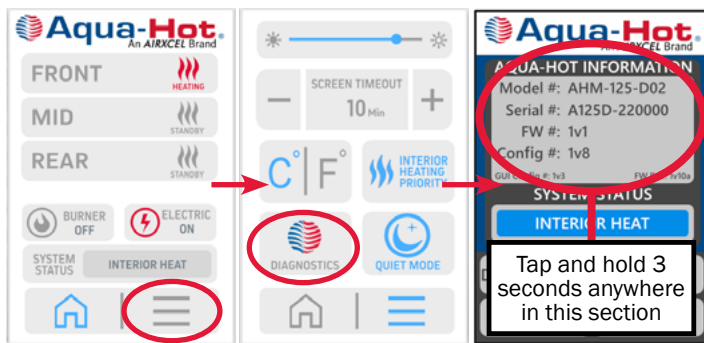 Aqua-Hot.
An AIRXCEL Brand
FRONT
HEATING
MID
STANDBY
REAR
STANDBY
BURNER
OFF
ELECTRIC
ON
SYSTEM
STATUS
INTERIOR HEAT
SCREEN TIMEOUT
10 Min
C° F°
INTERIOR
HEATING
PRIORITY
DIAGNOSTICS
QUIET MODE
Aqua-Hot.
An AIRXCEL Brand
AQUA-HOT INFORMATION
Model #: AHM-125-D02
Serial #: A125D-220000
FW #: 1v1
Config #: 1v8
GUI Config #: 1v3
SYSTEM STATUS
INTERIOR HEAT
Tap and hold 3
seconds anywhere
in this section